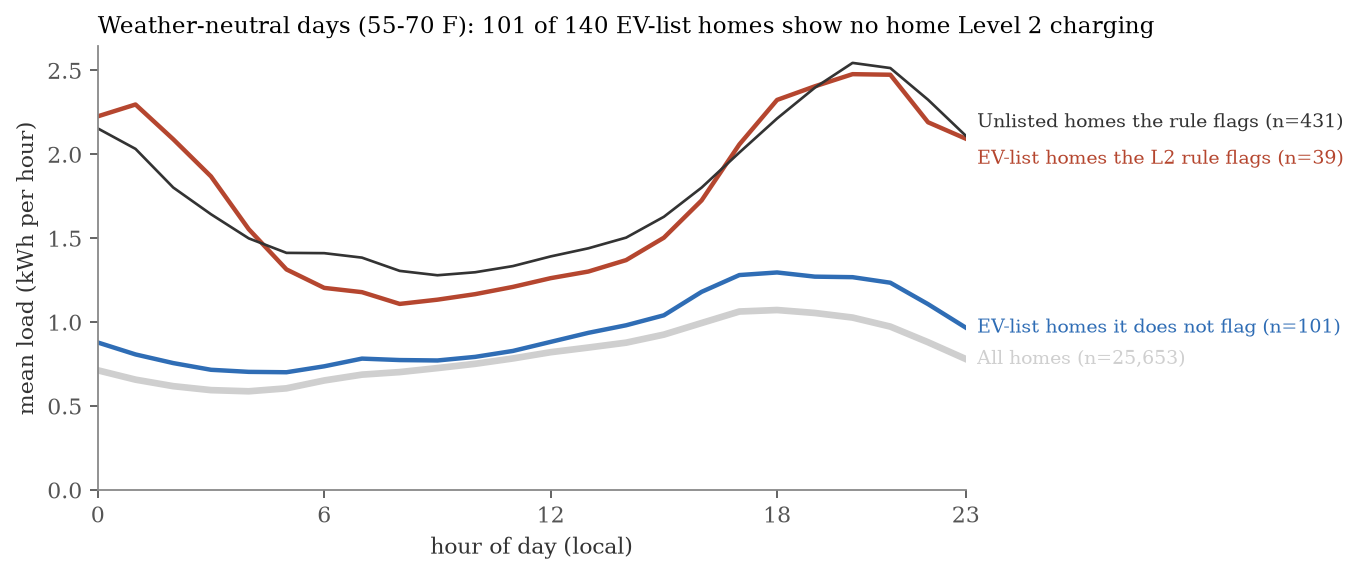 Weather-neutral days (55-70 F): 101 of 140 EV-list homes show no home Level 2 charging
mean load (kWh per hour)
2.5
2.0
1.5
1.0
0.5
0.0
0
6
12
18
23
hour of day (local)
Unlisted homes the rule flags (n=431)
EV-list homes the L2 rule flags (n=39)
EV-list homes it does not flag (n=101)
All homes (n=25,653)